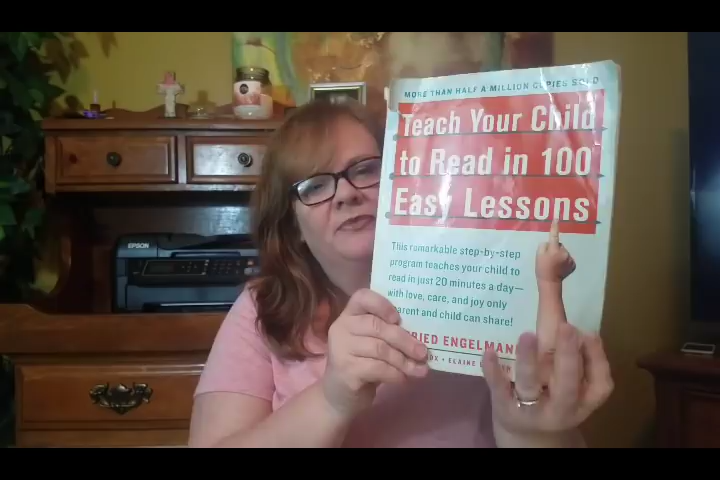 MORE THAN HALF A MILLION COPIES SOLD
Teach Your Child
to Read in 100
Easy Lessons
This remarkable step-by-step
program teaches your child to
read in just 20 minutes a day—
with love, care, and joy only
parent and child can share!
ENGELMANN
ELAINE
EPSON